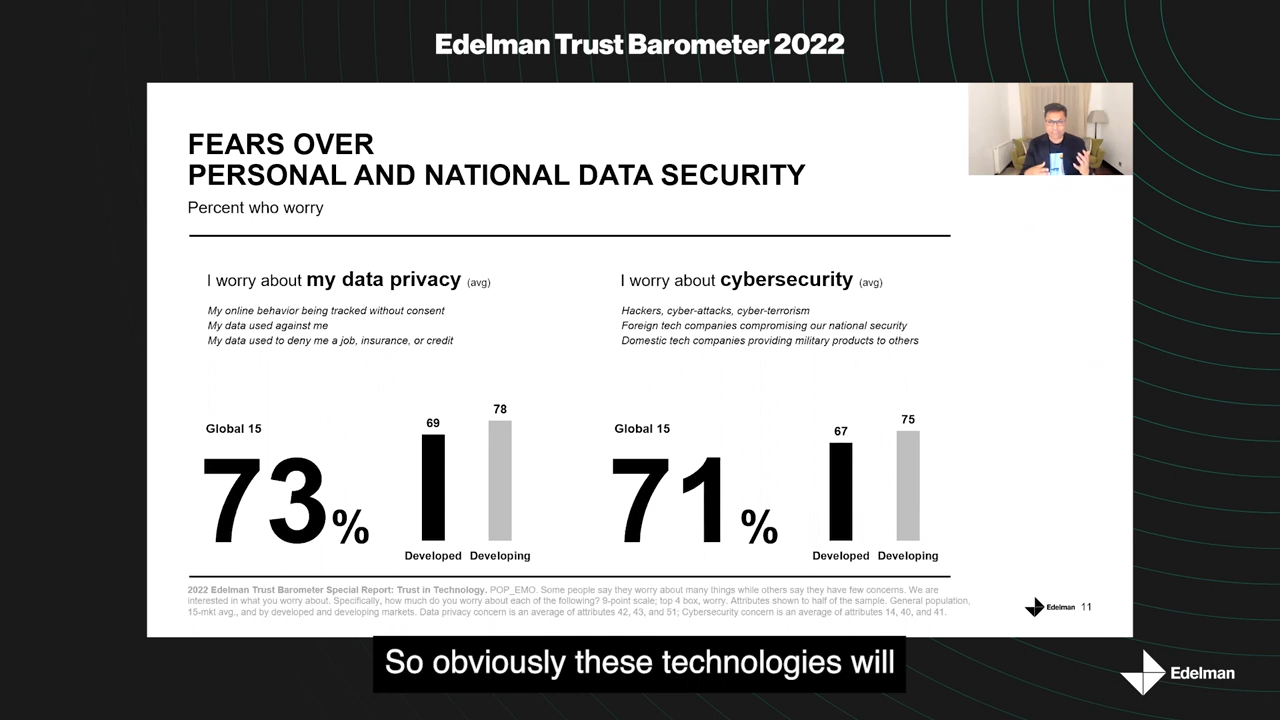 Edelman Trust Barometer 2022
FEARS OVER
PERSONAL AND NATIONAL DATA SECURITY
Percent who worry
I worry about my data privacy (avg)
My online behavior being tracked without consent
My data used against me
My data used to deny me a job, insurance, or credit
Global 15
73%
69
78
Developed
Developing
I worry about cybersecurity (avg)
Hackers, cyber-attacks, cyber-terrorism
Foreign tech companies compromising our national security
Domestic tech companies providing military products to others
Global 15
71%
67
75
Developed
Developing
2022 Edelman Trust Barometer Special Report: Trust in Technology. POP_EMO. Some people say they worry about many things while others say they have few concerns. We are
interested in what you worry about. Specifically, how much do you worry about each of the following? 9-point scale; top 4 box, worry. Attributes shown to half of the sample. General population,
15-mkt avg., and by developed and developing markets. Data privacy concern is an average of attributes 42, 43, and 51; Cybersecurity concern is an average of attributes 14, 40, and 41.
Edelman 11
So obviously these technologies will
Edelman